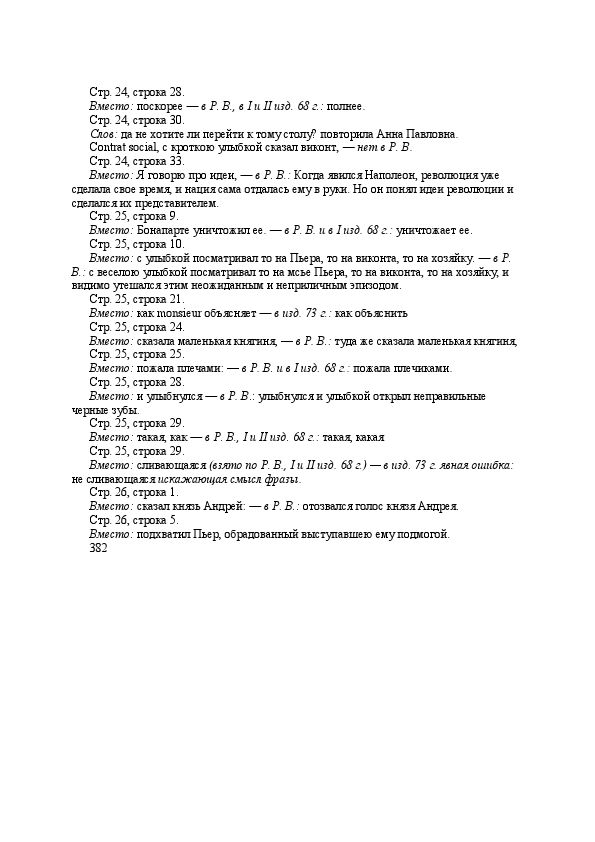 Стр. 24, строка 28.
Вместо: поскорее — в Р. В., в I и II изд. 68 г.: полнее.
Стр. 24, строка 30.
Слов: да не хотите ли перейти к тому столу? повторила Анна Павловна.
Contrat social, с кроткою улыбкой сказал виконт, — нет в Р. В.
Стр. 24, строка 33.
Вместо: Я говорю про идеи, — в Р. В.: Когда явился Наполеон, революция уже
сделала свое время, и нация сама отдалась ему в руки. Но он понял идеи революции и
сделался их представителем.
Стр. 25, строка 9.
Вместо: Бонапарте уничтожил ее. — в Р. В. и в I изд. 68 г.: уничтожает ее.
Стр. 25, строка 10.
Вместо: с улыбкой посматривал то на Пьера, то на виконта, то на хозяйку. — в Р.
В.: с веселою улыбкой посматривал то на мсье Пьера, то на виконта, то на хозяйку, и
видимо утешался этим неожиданным и неприличным эпизодом.
Стр. 25, строка 21.
Вместо: как monsieur объясняет — в изд. 73 г.: как объяснить
Стр. 25, строка 24.
Вместо: сказала маленькая княгиня, — в Р. В.: туда же сказала маленькая княгиня,
Стр. 25, строка 25.
Вместо: пожала плечами: — в Р. В. и в I изд. 68 г.: пожала плечиками.
Стр. 25, строка 28.
Вместо: и улыбнулся — в Р. В.: улыбнулся и улыбкой открыл неправильные
черные зубы.
Стр. 25, строка 29.
Вместо: такая, как — в Р. В., I и II изд. 68 г.: такая, какая
Стр. 25, строка 29.
Вместо: сливающаяся (взято по Р. В., I и II изд. 68 г.) — в изд. 73 г. явная ошибка:
не сливающаяся искажающая смысл фразы.
Стр. 26, строка 1.
Вместо: сказал князь Андрей: — в Р. В.: отозвался голос князя Андрея.
Стр. 26, строка 5.
Вместо: подхватил Пьер, обрадованный выступавшею ему подмогой.
382